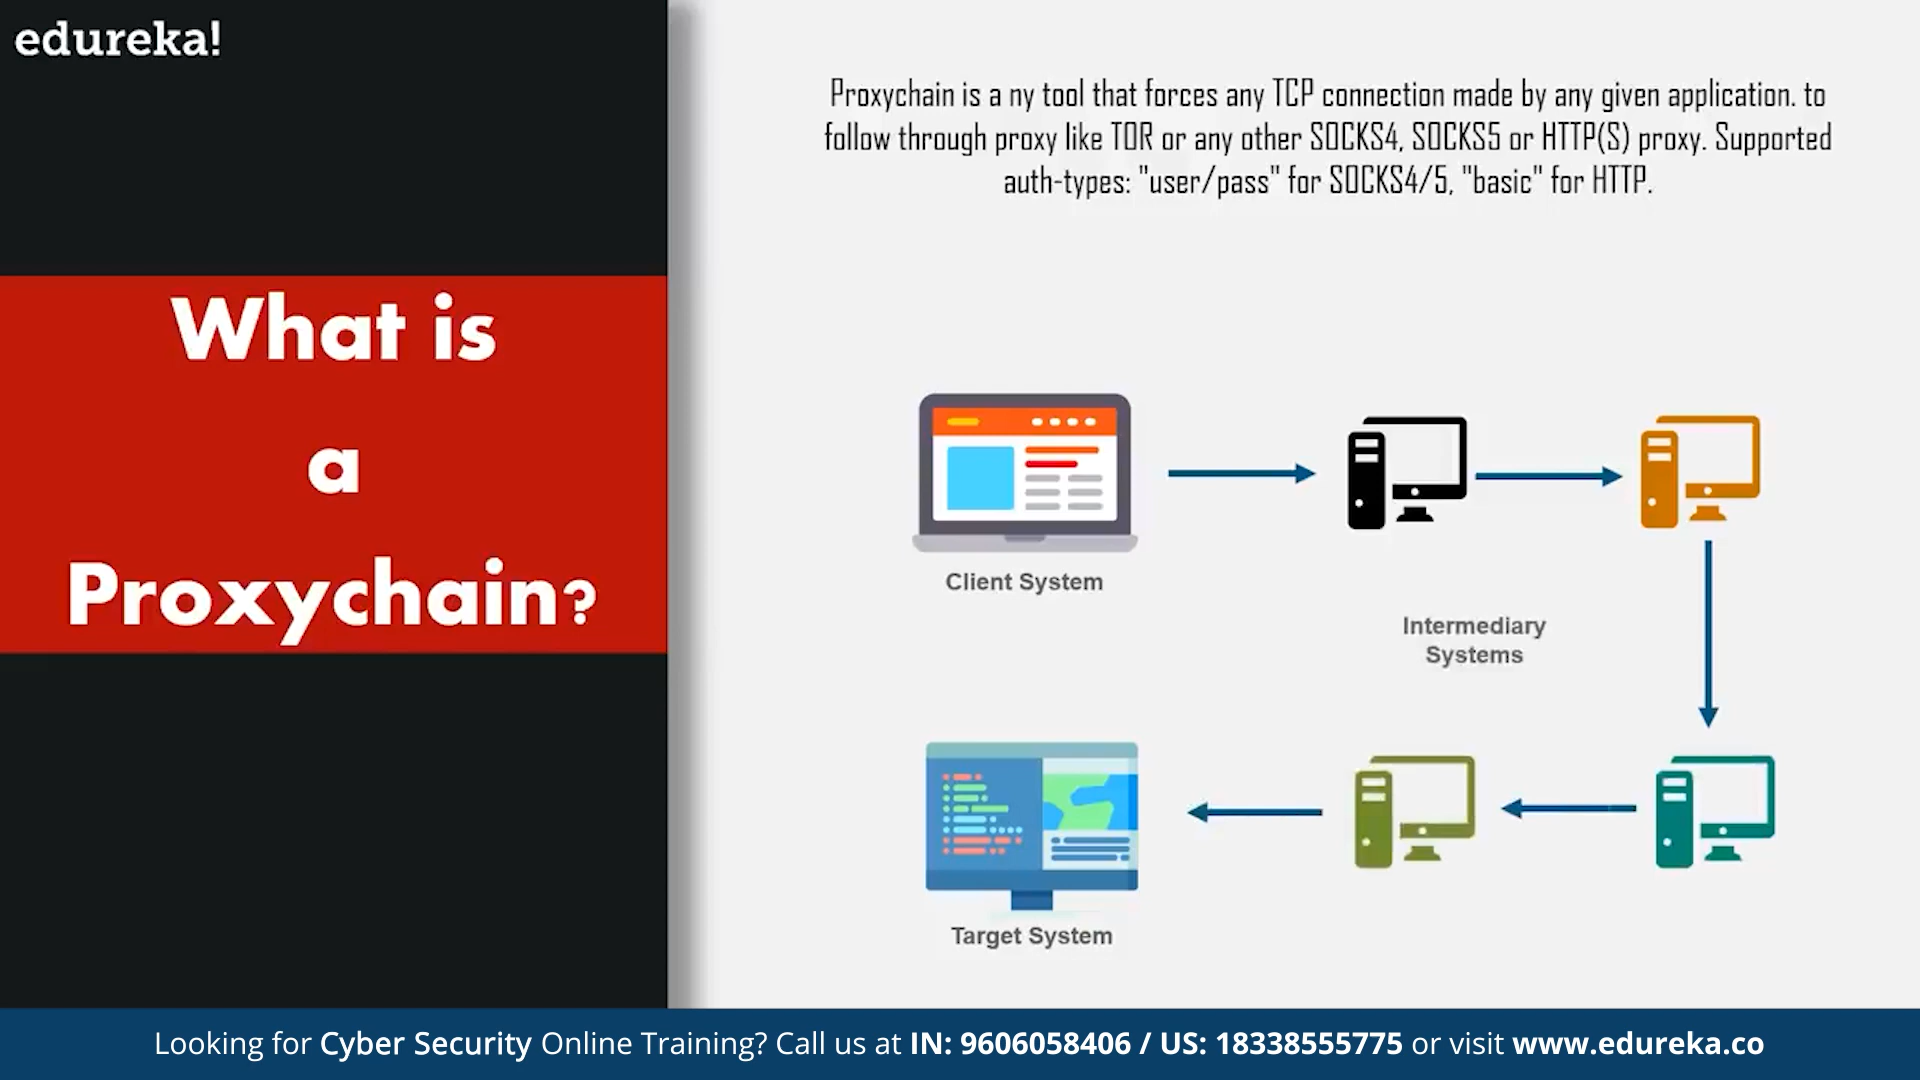 edureka!
What is
a
Proxychain?
Proxychain is a ny tool that forces any TCP connection made by any given application. to
follow through proxy like TOR or any other SOCKS4, SOCKS5 or HTTP(S) proxy. Supported
auth-types: "user/pass" for SOCKS4/5, "basic" for HTTP.
Client System
Intermediary
Systems
Target System
Looking for Cyber Security Online Training? Call us at IN: 9606058406 / US: 18338555775 or visit www.edureka.co